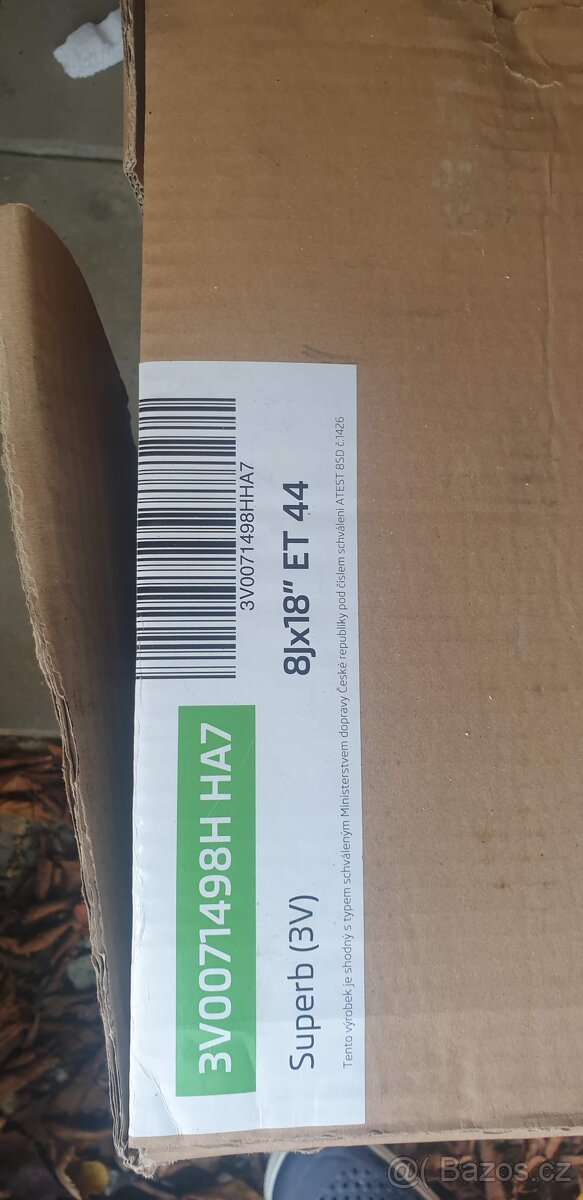 3V0071498H HA7
3V0071498HHA7
Superb (3V)
8Jx18" ET 44
Tento výrobek je shodný s typem schváleným Ministerstvem dopravy České republiky pod číslem schválení ATEST 8SD č.1426
@( Bazos.cz